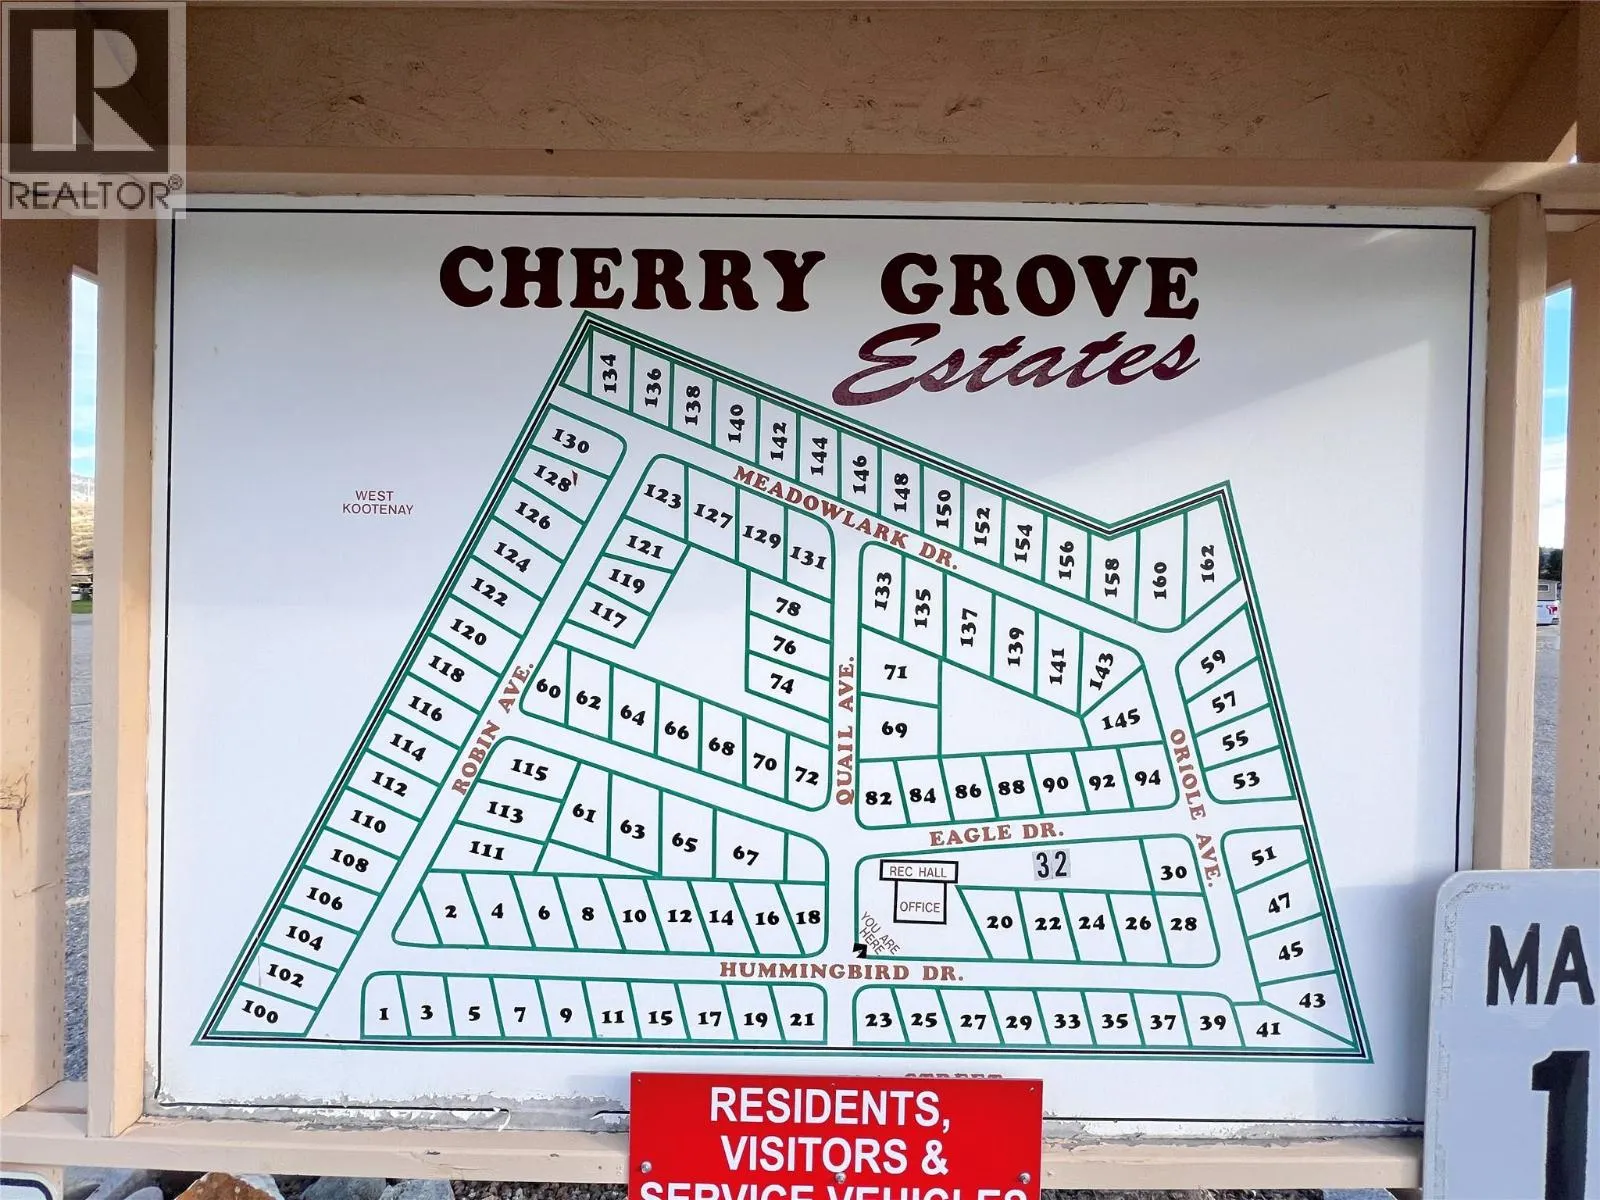 REALTOR®
CHERRY GROVE
Estates
WEST
KOOTENAY
134 136 138 140 142 144 146 148 150 152 154 156 158 160 162
130
128
126
124
122
120
118
116
114
112
110
108
106
104
102
100
MEADOWLARK DR.
123 127 129 131
121
119
117
78
76
74
133 135 137 139 141 143
145
71
69
59
57
55
53
ROBIN AVE.
QUAIL AVE.
ORIOLE AVE.
60 62 64 66 68 70 72
82 84 86 88 90 92 94
EAGLE DR.
115
113
111
61 63 65 67
REC HALL
OFFICE
32
30
51
47
45
43
41
2 4 6 8 10 12 14 16 18
YOU ARE
HERE
20 22 24 26 28
HUMMINGBIRD DR.
1 3 5 7 9 11 15 17 19 21
23 25 27 29 33 35 37 39
STREET
RESIDENTS,
VISITORS &
SERVICE VEHICLES
MA
1